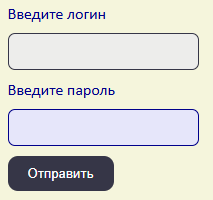 Введите логин
Введите пароль
Отправить